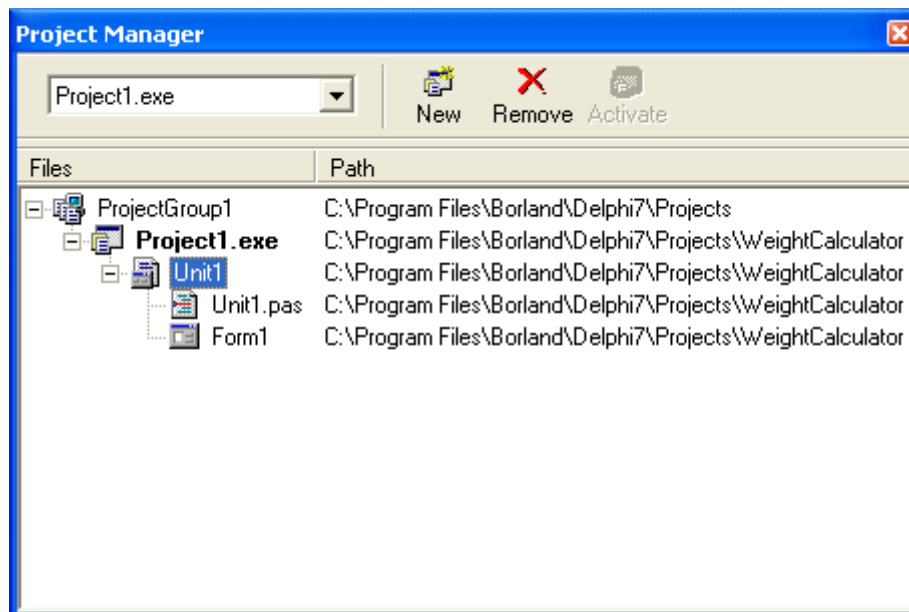 Project Manager
Project1.exe
New Remove Activate
Files Path
ProjectGroup1 C:\Program Files\Borland\Delphi7\Projects
Project1.exe C:\Program Files\Borland\Delphi7\Projects\WeightCalculator
Unit1 C:\Program Files\Borland\Delphi7\Projects\WeightCalculator
Unit1.pas C:\Program Files\Borland\Delphi7\Projects\WeightCalculator
Form1 C:\Program Files\Borland\Delphi7\Projects\WeightCalculator